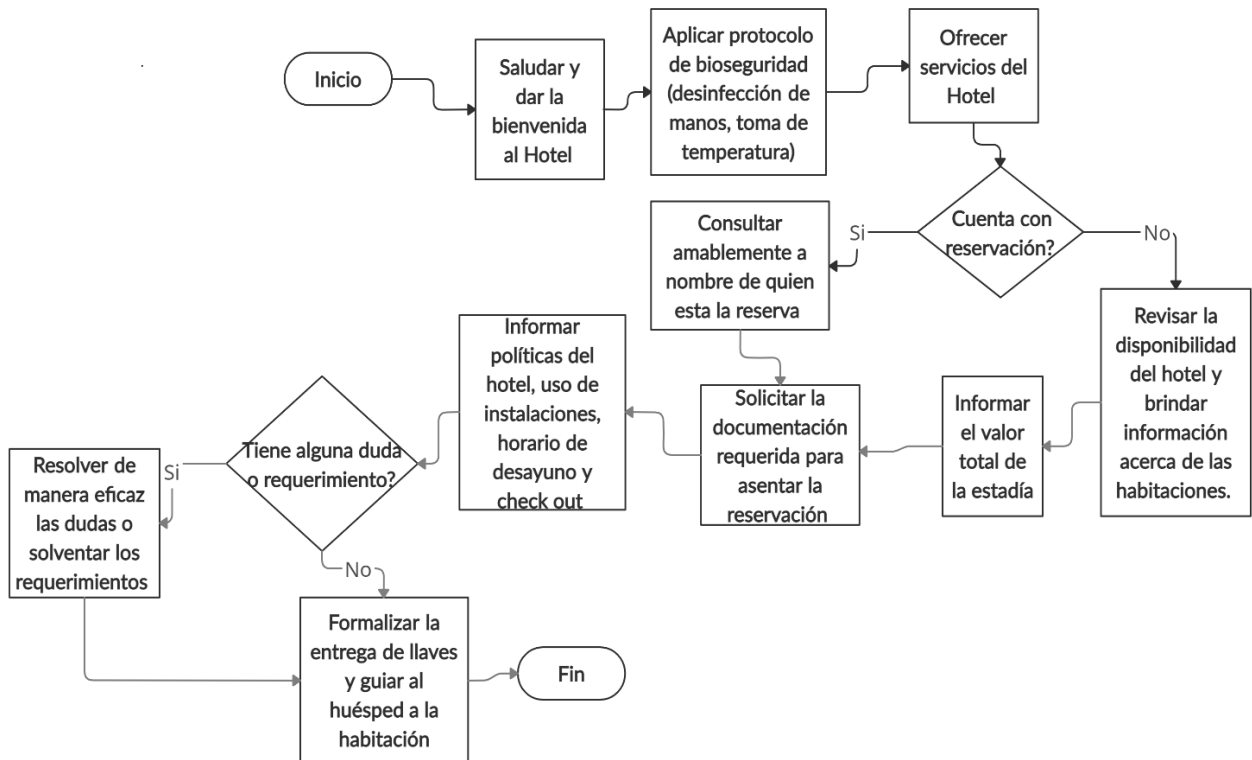 Inicio
Saludar y
dar la
bienvenida
al Hotel
Aplicar protocolo
de bioseguridad
(desinfección de
manos, toma de
temperatura)
Ofrecer
servicios del
Hotel
Cuenta con
reservación?
Si
No
Consultar
amablemente a
nombre de quien
esta la reserva
Revisar la
disponibilidad
del hotel y
brindar
información
acerca de las
habitaciones.
Informar
el valor
total de
la estadía
Solicitar la
documentación
requerida para
asentar la
reservación
Informar
políticas del
hotel, uso de
instalaciones,
horario de
desayuno y
check out
Tiene alguna duda
o requerimiento?
Si
No
Resolver de
manera eficaz
las dudas o
solventar los
requerimientos
Formalizar la
entrega de llaves
y guiar al
huésped a la
habitación
Fin